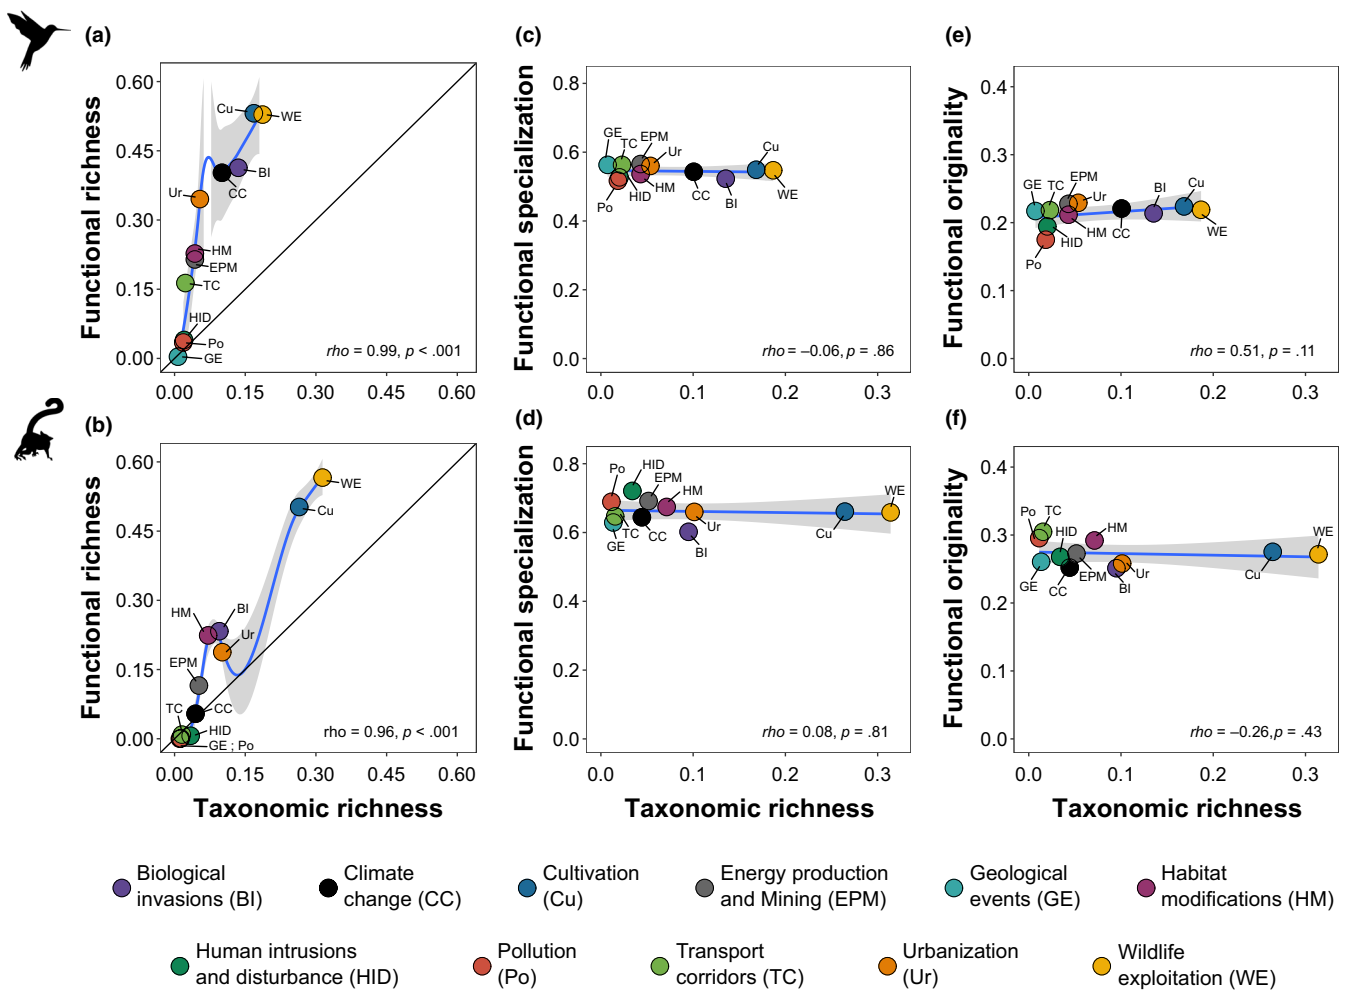 (a)
Functional richness
0.60
0.45
0.30
0.15
0.00
Cu
WE
BI
CC
Ur
HM
EPM
TC
HID
Po
GE
rho = 0.99, p < .001
0.00 0.15 0.30 0.45 0.60
(c)
Functional specialization
0.8
0.6
0.4
0.2
0.0
GE
TC
EPM
Ur
Cu
Po
HID
HM
CC
BI
WE
rho = –0.06, p = .86
0.0 0.1 0.2 0.3
(e)
Functional originality
0.4
0.3
0.2
0.1
0.0
GE
TC
EPM
Ur
BI
Cu
Po
HID
HM
CC
WE
rho = 0.51, p = .11
0.0 0.1 0.2 0.3
(b)
Functional richness
0.60
0.45
0.30
0.15
0.00
WE
Cu
HM
BI
Ur
EPM
TC
CC
HID
GE ; Po
rho = 0.96, p < .001
0.00 0.15 0.30 0.45 0.60
Taxonomic richness
(d)
Functional specialization
0.8
0.6
0.4
0.2
0.0
Po
HID
EPM
HM
WE
GE
TC
CC
Ur
BI
Cu
rho = 0.08, p = .81
0.0 0.1 0.2 0.3
Taxonomic richness
(f)
Functional originality
0.4
0.3
0.2
0.1
0.0
Po
TC
HID
HM
WE
GE
CC
EPM
BI
Ur
Cu
rho = –0.26, p = .43
0.0 0.1 0.2 0.3
Taxonomic richness
Biological
invasions (BI)
Climate
change (CC)
Cultivation
(Cu)
Energy production
and Mining (EPM)
Geological
events (GE)
Habitat
modifications (HM)
Human intrusions
and disturbance (HID)
Pollution
(Po)
Transport
corridors (TC)
Urbanization
(Ur)
Wildlife
exploitation (WE)